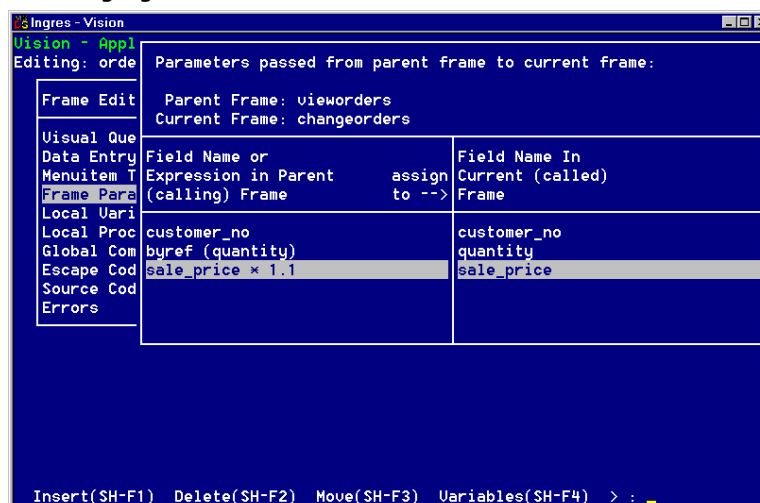 Ingres - Vision
Vision - Appl
Editing: orde
Parameters passed from parent frame to current frame:
Frame Edit
Parent Frame: vieworders
Current Frame: changeorders
Visual Que
Data Entry
Menuitem T
Frame Para
Local Vari
Local Proc
Global Com
Escape Cod
Source Cod
Errors
Field Name or Field Name In
Expression in Parent assign Current (called)
(calling) Frame to --> Frame
customer_no customer_no
byref (quantity) quantity
sale_price * 1.1 sale_price
Insert(SH-F1) Delete(SH-F2) Move(SH-F3) Variables(SH-F4) > : _